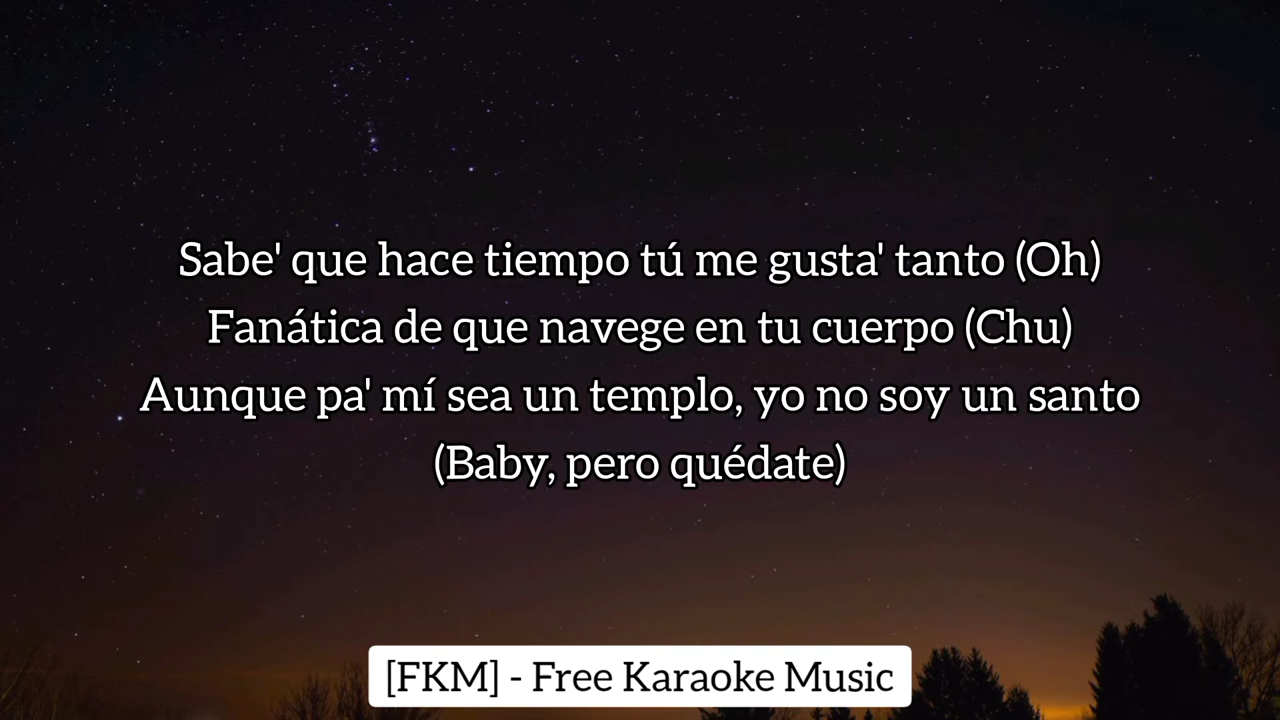 Sabe' que hace tiempo tú me gusta' tanto (Oh)
Fanática de que navege en tu cuerpo (Chu)
Aunque pa' mí sea un templo, yo no soy un santo
(Baby, pero quédate)
[FKM] - Free Karaoke Music